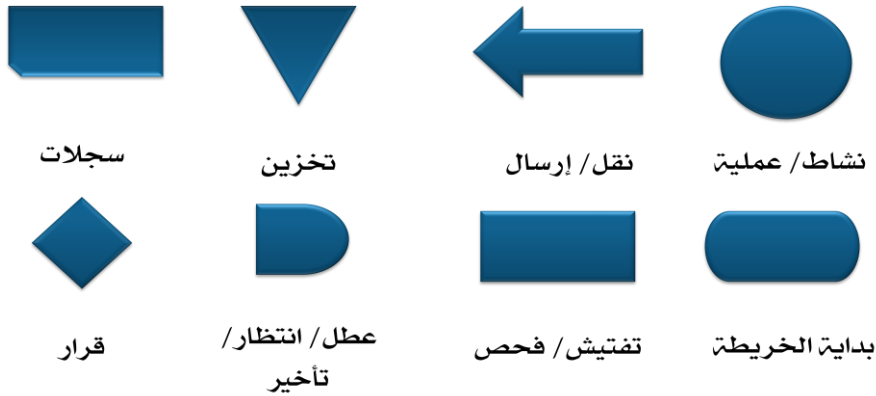 نشاط/ عملية
نقل/ إرسال
تخزين
سجلات
بداية الخريطة
تفتيش/ فحص
عطل/ انتظار/
تأخير
قرار